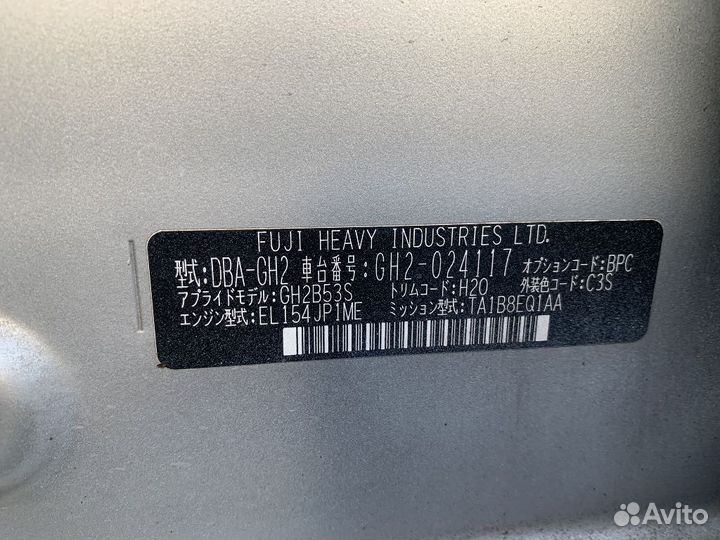 FUJI HEAVY INDUSTRIES LTD.
型式:DBA-GH2 車台番号:GH2-024117 オプションコード:BPC
アプライドモデル:GH2B53S トリムコード:H20 外装色コード:C3S
エンジン型式:EL154JP1ME ミッション型式:TA1B8EQ1AA
Avito